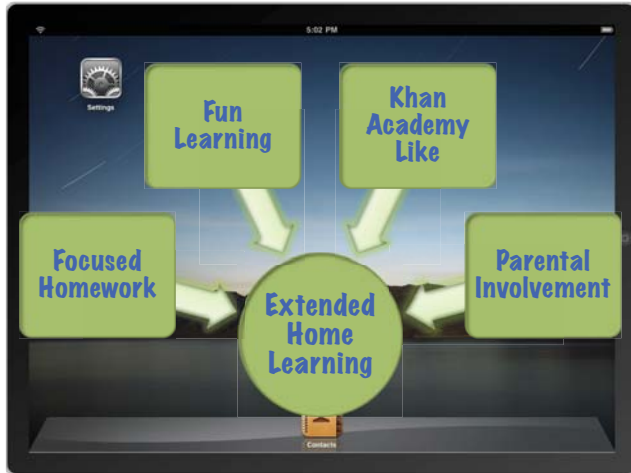 5:02 PM
Settings
Fun
Learning
Khan
Academy
Like
Focused
Homework
Parental
Involvement
Extended
Home
Learning
Contacts